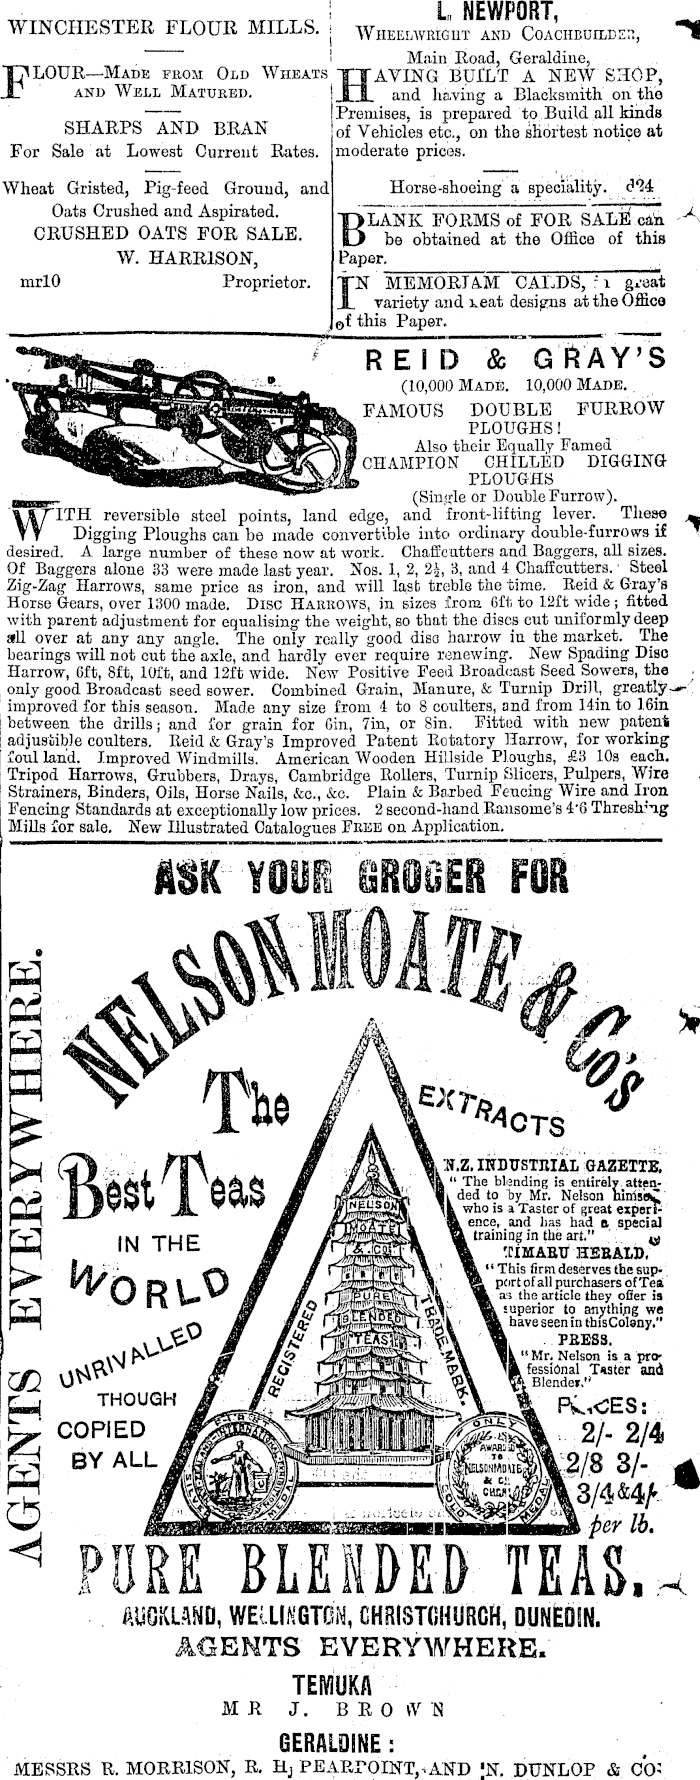 WINCHESTER FLOUR MILLS.
FLOUR—MADE FROM OLD WHEATS
AND WELL MATURED.
SHARPS AND BRAN
For Sale at Lowest Current Rates.
Wheat Gristed, Pig-feed Ground, and
Oats Crushed and Aspirated.
CRUSHED OATS FOR SALE.
W. HARRISON,
mr10 Proprietor.
L. NEWPORT,
WHEELWRIGHT AND COACHBUILDER,
Main Road, Geraldine,
HAVING BUILT A NEW SHOP,
and having a Blacksmith on the
Premises, is prepared to Build all kinds
of Vehicles etc., on the shortest notice at
moderate prices.
Horse-shoeing a speciality. d24
BLANK FORMS of FOR SALE can
be obtained at the Office of this
Paper.
IN MEMORIAM CARDS, in great
variety and neat designs at the Office
of this Paper.
REID & GRAY'S
(10,000 MADE. 10,000 MADE.
FAMOUS DOUBLE FURROW
PLOUGHS!
Also their Equally Famed
CHAMPION CHILLED DIGGING
PLOUGHS
(Single or Double Furrow).
WITH reversible steel points, land edge, and front-lifting lever. These
Digging Ploughs can be made convertible into ordinary double-furrows if
desired. A large number of these now at work. Chaffcutters and Baggers, all sizes.
Of Baggers alone 33 were made last year. Nos. 1, 2, 2½, 3, and 4 Chaffcutters. Steel
Zig-Zag Harrows, same price as iron, and will last treble the time. Reid & Gray's
Horse Gears, over 1300 made. DISC HARROWS, in sizes from 6ft to 12ft wide; fitted
with parent adjustment for equalising the weight, so that the discs cut uniformly deep
all over at any any angle. The only really good disc harrow in the market. The
bearings will not cut the axle, and hardly ever require renewing. New Spading Disc
Harrow, 6ft, 8ft, 10ft, and 12ft wide. New Positive Feed Broadcast Seed Sowers, the
only good Broadcast seed sower. Combined Grain, Manure, & Turnip Drill, greatly
improved for this season. Made any size from 4 to 8 coulters, and from 14in to 16in
between the drills; and for grain for 6in, 7in, or 8in. Fitted with new patent
adjustible coulters. Reid & Gray's Improved Patent Rotatory Harrow, for working
foul land. Improved Windmills. American Wooden Hillside Ploughs, £3 10s each.
Tripod Harrows, Grubbers, Drays, Cambridge Rollers, Turnip Slicers, Pulpers, Wire
Strainers, Binders, Oils, Horse Nails, &c., &c. Plain & Barbed Fencing Wire and Iron
Fencing Standards at exceptionally low prices. 2 second-hand Ransome's 4·6 Threshing
Mills for sale. New Illustrated Catalogues FREE on Application.
ASK YOUR GROCER FOR
NELSON MOATE & Co's
AGENTS EVERYWHERE.
The
Best Teas
IN THE
WORLD
UNRIVALLED
THOUGH
COPIED
BY ALL
NELSON
MOATE
& CO'
PURE
BLENDED
TEAS
REGISTERED
TRADE MARK.
ONLY
AWARDED
TO
NELSON MOATE
& Co
GOLD MEDAL
SILVER MEDAL
EXTRACTS
N.Z. INDUSTRIAL GAZETTE.
"The blending is entirely atten-
ded to by Mr. Nelson himself,
who is a Taster of great experi-
ence, and has had a special
training in the art."
TIMARU HERALD.
"This firm deserves the sup-
port of all purchasers of Tea
as the article they offer is
superior to anything we
have seen in this Colony."
PRESS.
"Mr. Nelson is a pro-
fessional Taster and
Blender."
PRICES:
2/- 2/4
2/8 3/-
3/4 & 4/-
per lb.
PURE BLENDED TEAS.
AUCKLAND, WELLINGTON, CHRISTCHURCH, DUNEDIN.
AGENTS EVERYWHERE.
TEMUKA
MR J. BROWN
GERALDINE:
MESSRS R. MORRISON, R. H. PEARPOINT, AND N. DUNLOP & CO.